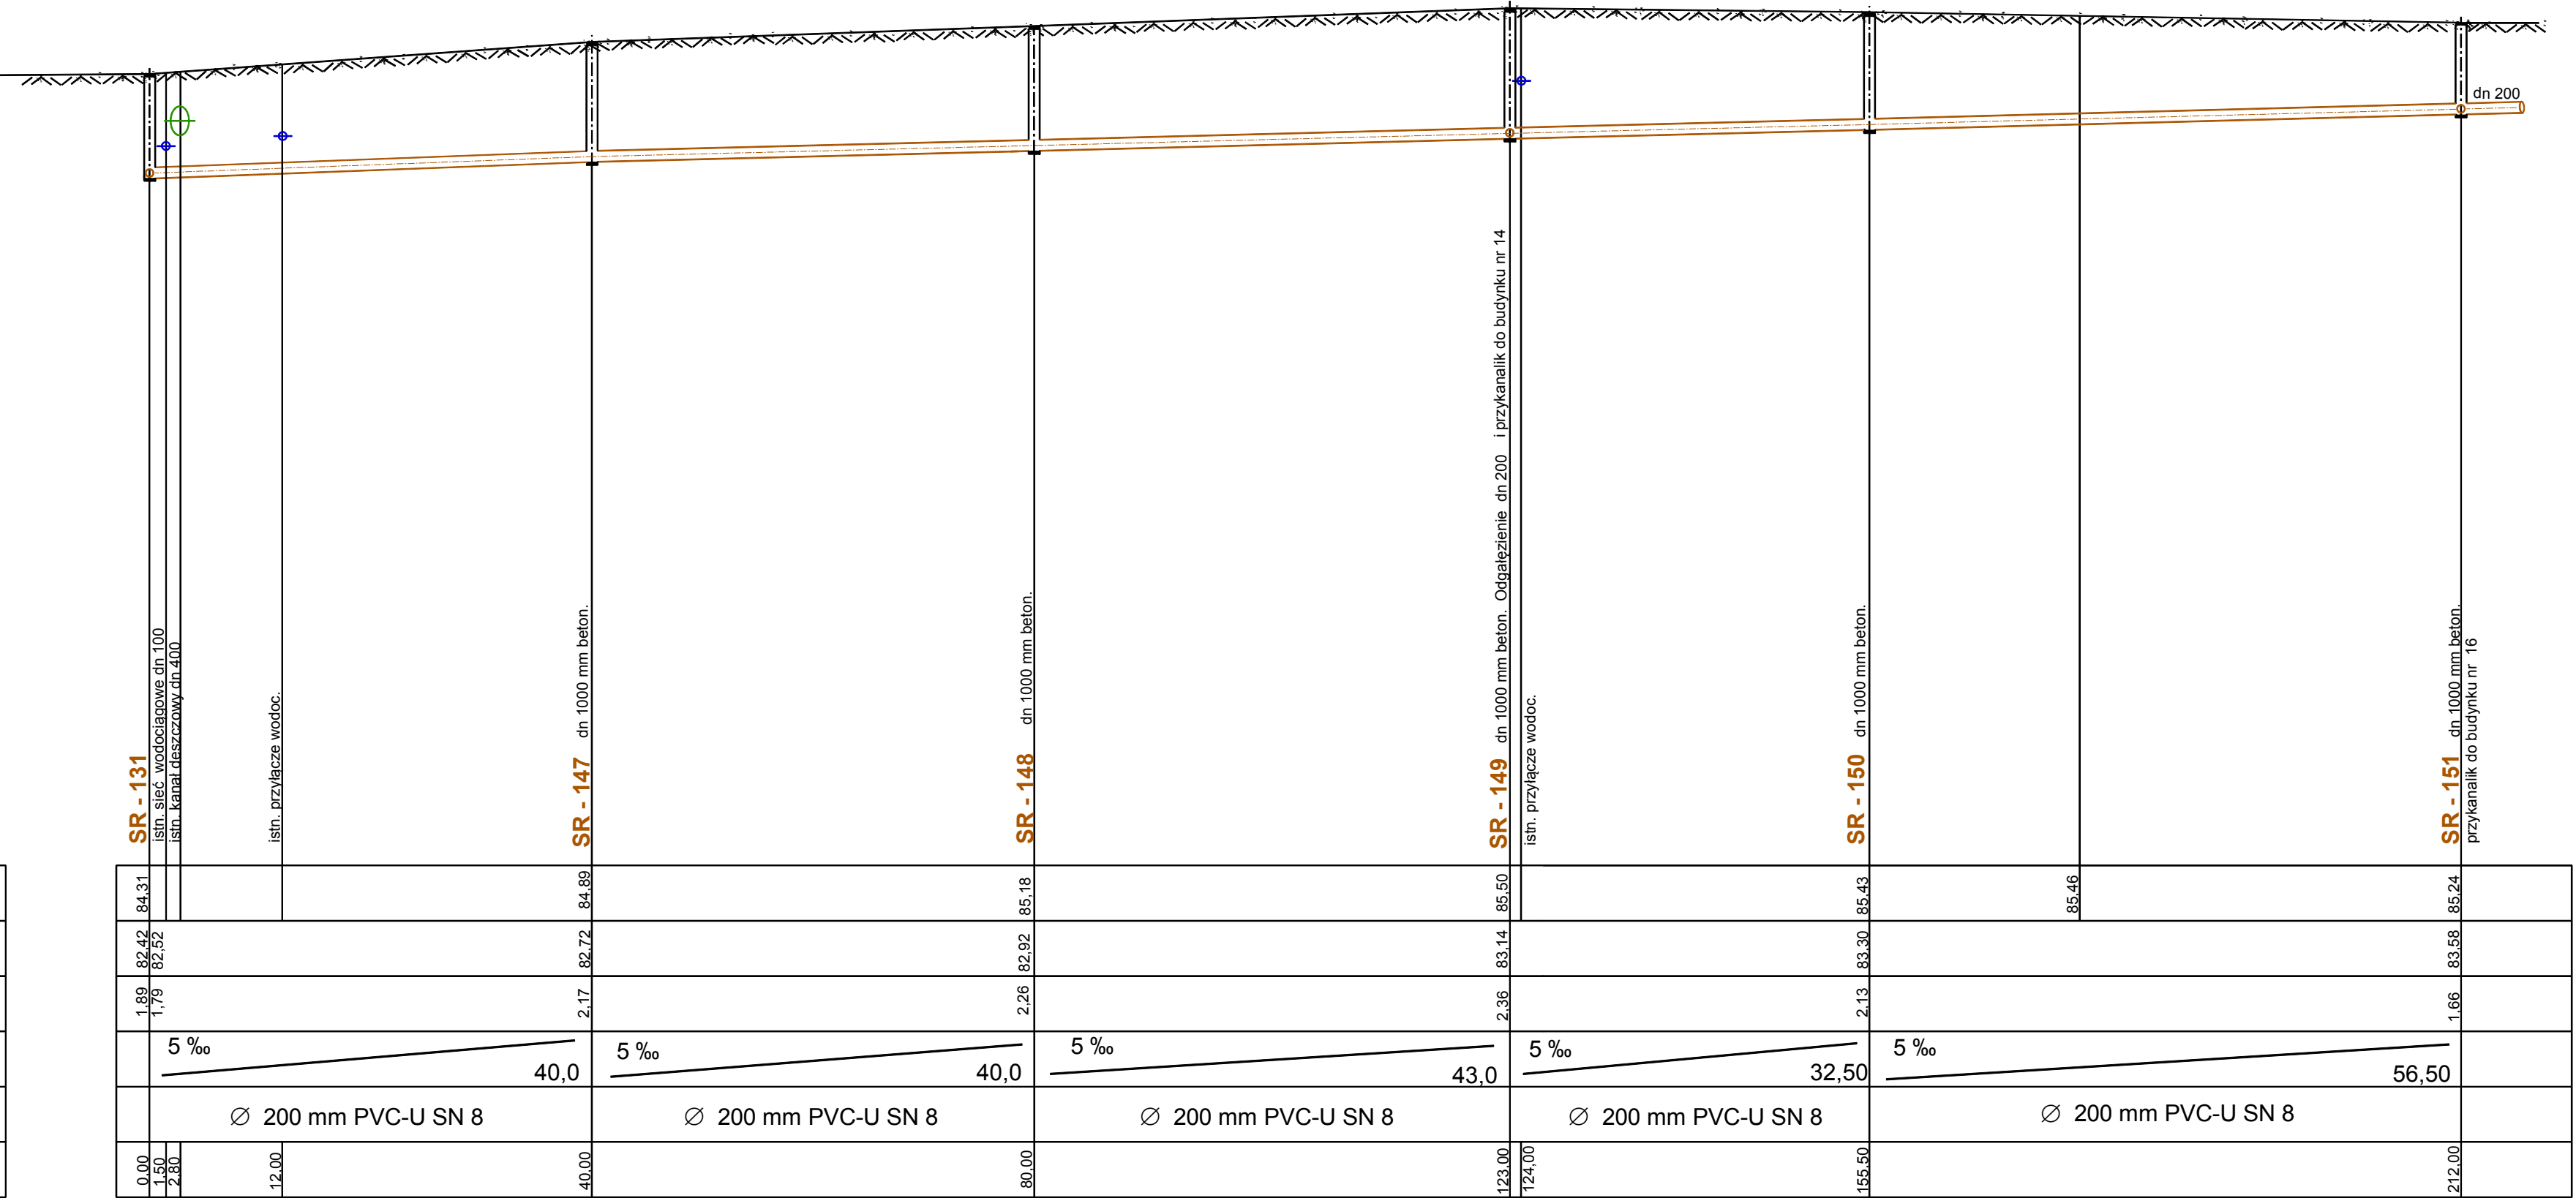 dn 200
SR - 131
istn. sieć wodociągowe dn 100
istn. kanał deszczowy dn 400
istn. przyłącze wodoc.
SR - 147 dn 1000 mm beton.
SR - 148 dn 1000 mm beton.
SR - 149 dn 1000 mm beton. Odgałęzienie dn 200 i przykanalik do budynku nr 14
istn. przyłącze wodoc.
SR - 150 dn 1000 mm beton.
SR - 151 dn 1000 mm beton.
przykanalik do budynku nr 16
84,31 84,89 85,18 85,50 85,43 85,46 85,24
82,42 82,52 82,72 82,92 83,14 83,30 83,58
1,89 1,79 2,17 2,26 2,36 2,13 1,66
5 ‰ 40,0 5 ‰ 40,0 5 ‰ 43,0 5 ‰ 32,50 5 ‰ 56,50
∅ 200 mm PVC-U SN 8 ∅ 200 mm PVC-U SN 8 ∅ 200 mm PVC-U SN 8 ∅ 200 mm PVC-U SN 8 ∅ 200 mm PVC-U SN 8
0,00 1,50 2,80 12,00 40,00 80,00 123,00 124,00 155,50 212,00